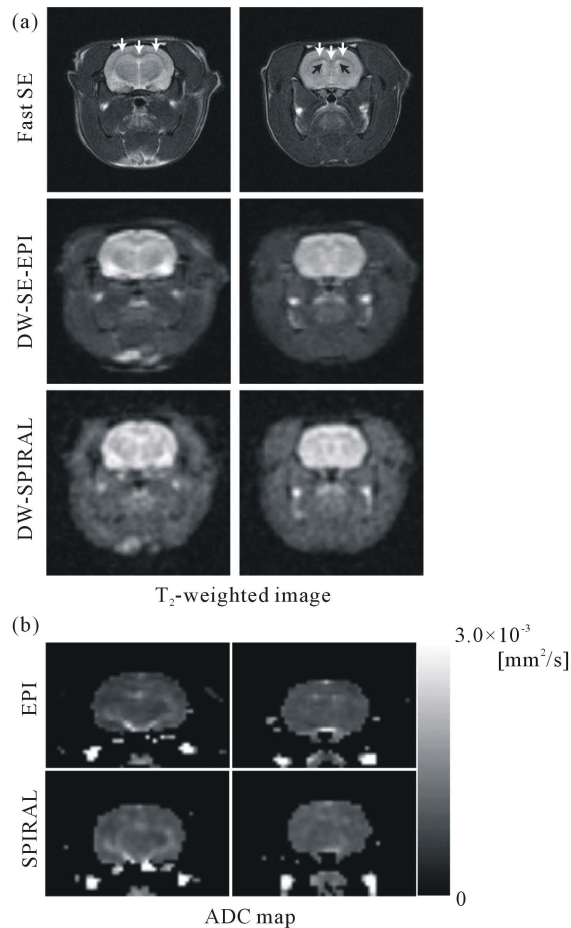 (a)
Fast SE
DW-SE-EPI
DW-SPIRAL
T₂-weighted image
(b)
3.0×10⁻³
[mm²/s]
EPI
SPIRAL
0
ADC map